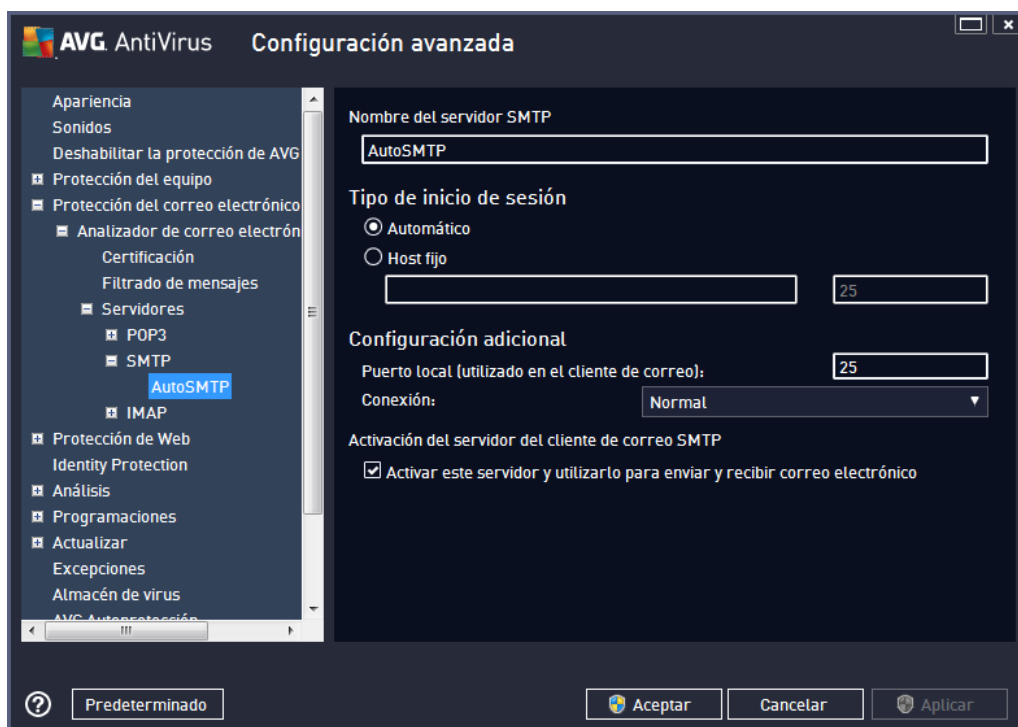 AVG AntiVirus Configuración avanzada
Apariencia
Sonidos
Deshabilitar la protección de AVG
Protección del equipo
Protección del correo electrónico
Analizador de correo electrón
Certificación
Filtrado de mensajes
Servidores
POP3
SMTP
AutoSMTP
IMAP
Protección de Web
Identity Protection
Análisis
Programaciones
Actualizar
Excepciones
Almacén de virus
AVG Autoprotección
Nombre del servidor SMTP
AutoSMTP
Tipo de inicio de sesión
Automático
Host fijo
25
Configuración adicional
Puerto local (utilizado en el cliente de correo):
25
Conexión:
Normal
Activación del servidor del cliente de correo SMTP
Activar este servidor y utilizarlo para enviar y recibir correo electrónico
Predeterminado
Aceptar
Cancelar
Aplicar